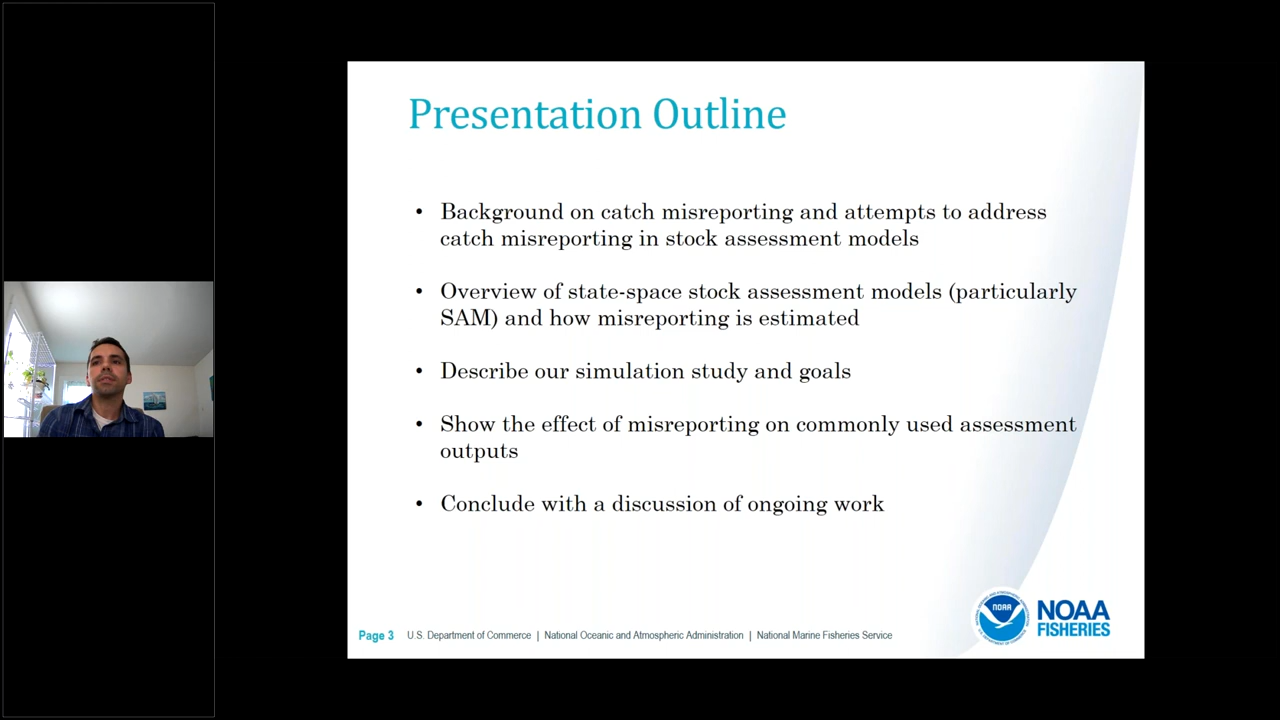 Presentation Outline
• Background on catch misreporting and attempts to address
catch misreporting in stock assessment models
• Overview of state-space stock assessment models (particularly
SAM) and how misreporting is estimated
• Describe our simulation study and goals
• Show the effect of misreporting on commonly used assessment
outputs
• Conclude with a discussion of ongoing work
NOAA
NOAA
FISHERIES
Page 3 U.S. Department of Commerce | National Oceanic and Atmospheric Administration | National Marine Fisheries Service